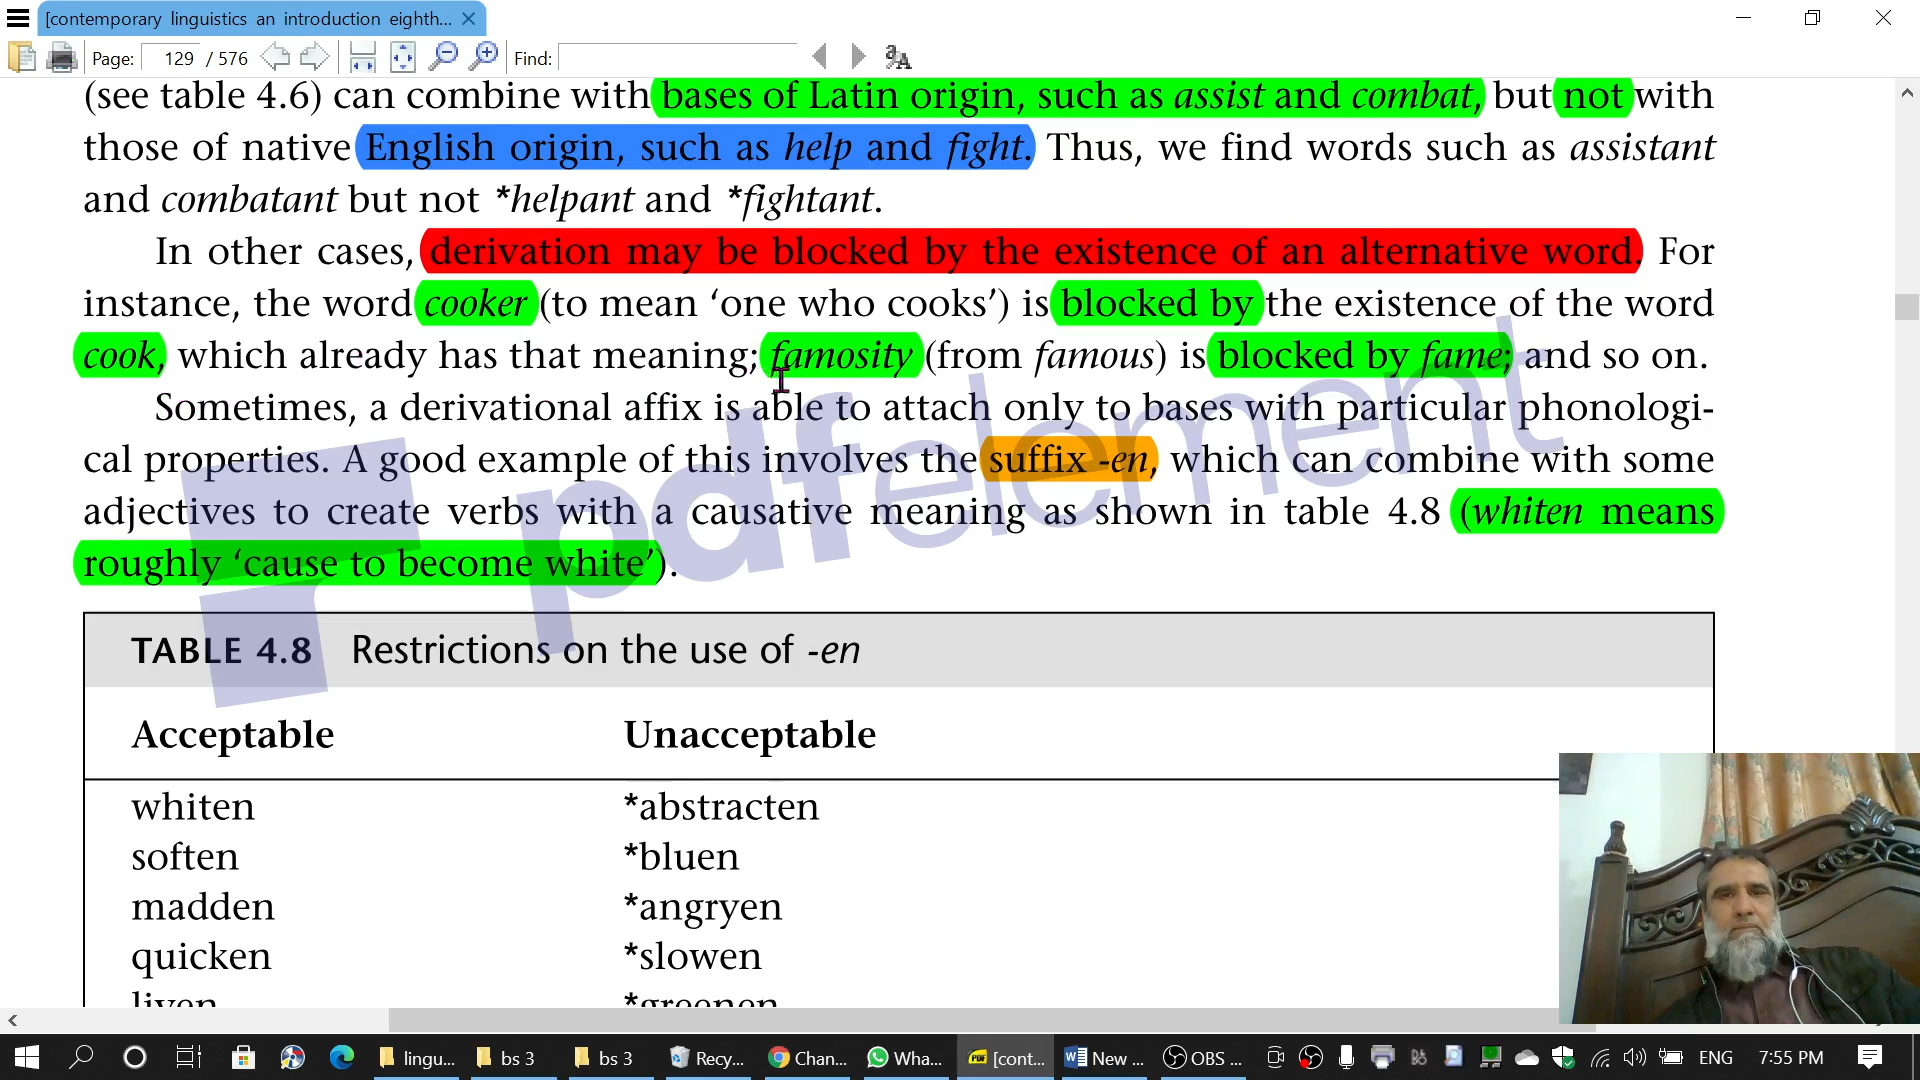 [contemporary linguistics an introduction eighth...
Page: 129 / 576 Find:
(see table 4.6) can combine with bases of Latin origin, such as assist and combat, but not with
those of native English origin, such as help and fight. Thus, we find words such as assistant
and combatant but not *helpant and *fightant.
In other cases, derivation may be blocked by the existence of an alternative word. For
instance, the word cooker (to mean ‘one who cooks’) is blocked by the existence of the word
cook, which already has that meaning; famosity (from famous) is blocked by fame; and so on.
Sometimes, a derivational affix is able to attach only to bases with particular phonologi-
cal properties. A good example of this involves the suffix -en, which can combine with some
adjectives to create verbs with a causative meaning as shown in table 4.8 (whiten means
roughly ‘cause to become white’).
pdfelement
TABLE 4.8 Restrictions on the use of -en
Acceptable Unacceptable
whiten *abstracten
soften *bluen
madden *angryen
quicken *slowen
liven *greenen
lingu... bs 3 bs 3 Recy... Chan... Wha... [cont... New ... OBS ... ENG 7:55 PM